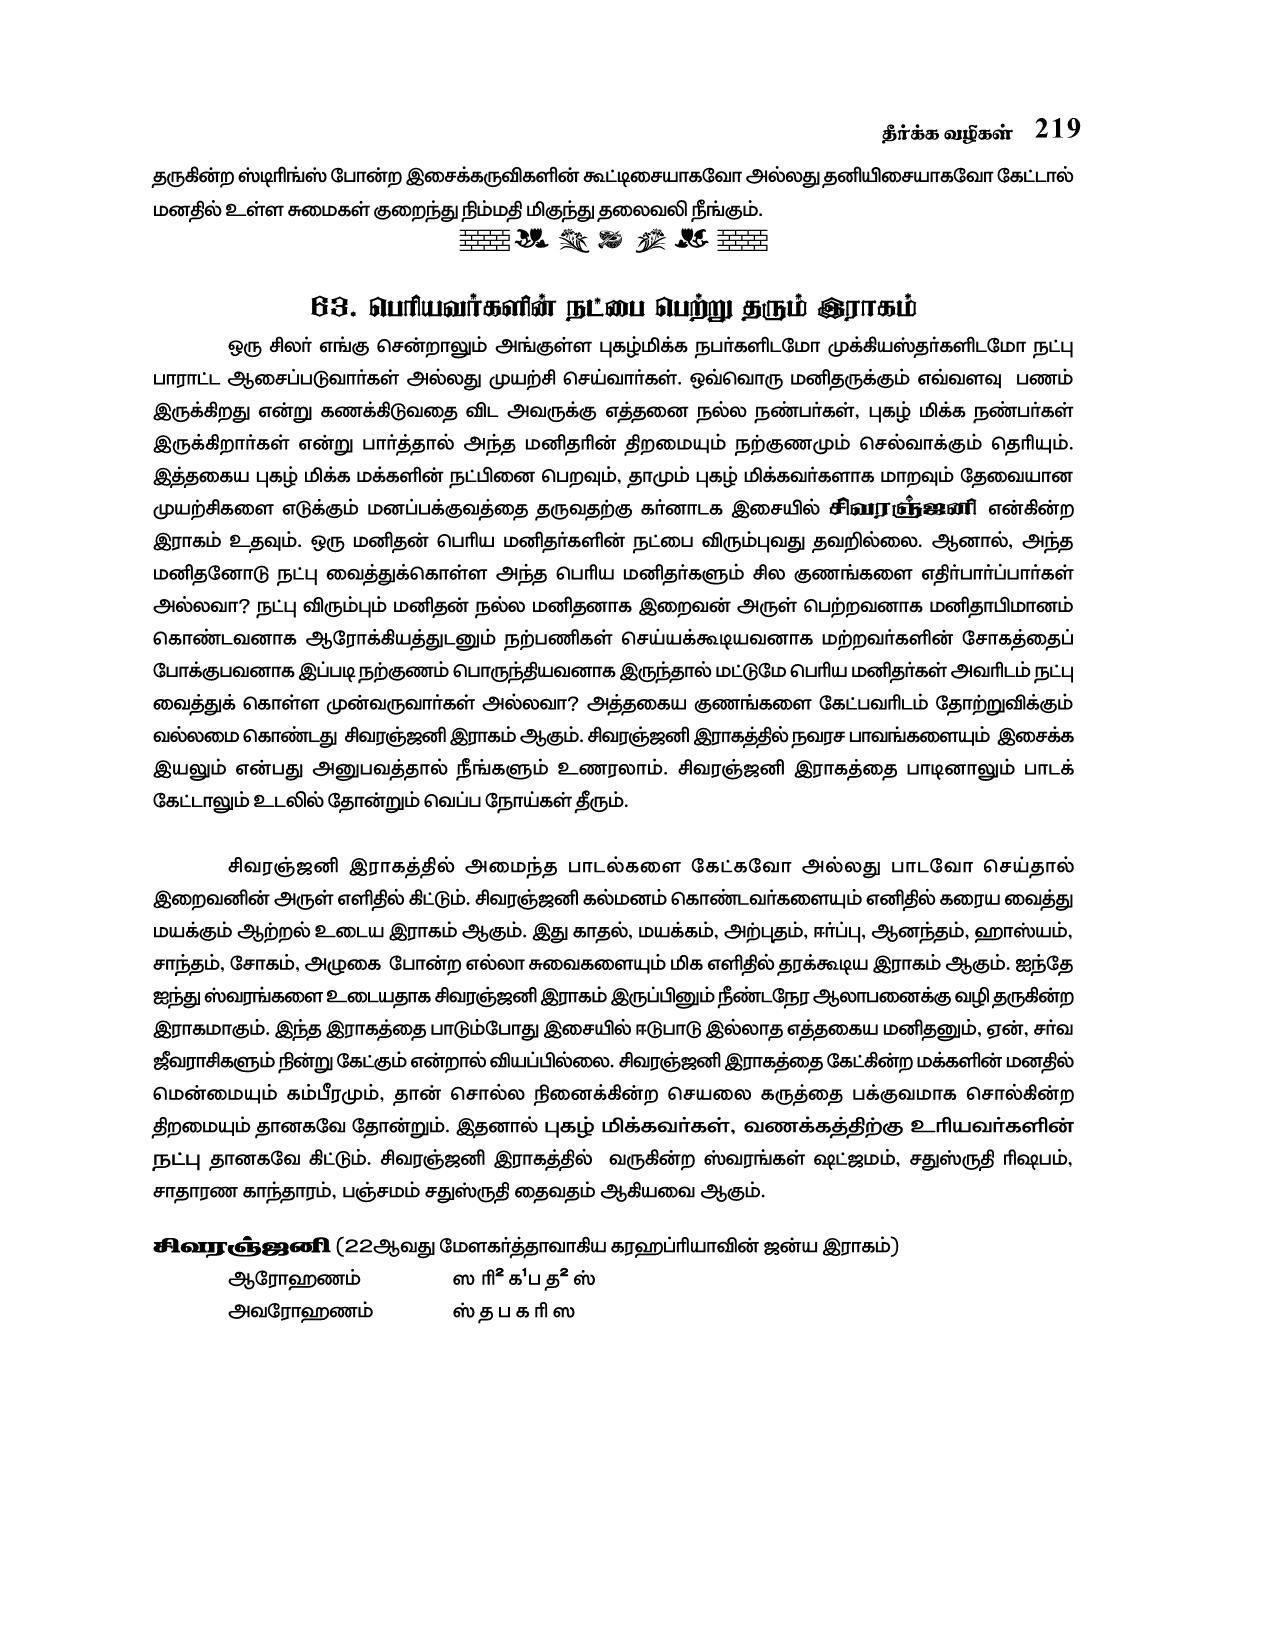 தீர்க்க வழிகள் 219
தருகின்ற ஸ்டிரிங்ஸ் போன்ற இசைக்கருவிகளின் கூட்டிசையாகவோ அல்லது தனியிசையாகவோ கேட்டால்
மனதில் உள்ள சுமைகள் குறைந்து நிம்மதி மிகுந்து தலைவலி நீங்கும்.
63. பெரியவர்களின் நட்பை பெற்று தரும் இராகம்
ஒரு சிலர் எங்கு சென்றாலும் அங்குள்ள புகழ்மிக்க நபர்களிடமோ முக்கியஸ்தர்களிடமோ நட்பு
பாராட்ட ஆசைப்படுவார்கள் அல்லது முயற்சி செய்வார்கள். ஒவ்வொரு மனிதருக்கும் எவ்வளவு பணம்
இருக்கிறது என்று கணக்கிடுவதை விட அவருக்கு எத்தனை நல்ல நண்பர்கள், புகழ் மிக்க நண்பர்கள்
இருக்கிறார்கள் என்று பார்த்தால் அந்த மனிதரின் திறமையும் நற்குணமும் செல்வாக்கும் தெரியும்.
இத்தகைய புகழ் மிக்க மக்களின் நட்பினை பெறவும், தாமும் புகழ் மிக்கவர்களாக மாறவும் தேவையான
முயற்சிகளை எடுக்கும் மனப்பக்குவத்தை தருவதற்கு கர்னாடக இசையில் சிவரஞ்ஜனி என்கின்ற
இராகம் உதவும். ஒரு மனிதன் பெரிய மனிதர்களின் நட்பை விரும்புவது தவறில்லை. ஆனால், அந்த
மனிதனோடு நட்பு வைத்துக்கொள்ள அந்த பெரிய மனிதர்களும் சில குணங்களை எதிர்பார்ப்பார்கள்
அல்லவா? நட்பு விரும்பும் மனிதன் நல்ல மனிதனாக இறைவன் அருள் பெற்றவனாக மனிதாபிமானம்
கொண்டவனாக ஆரோக்கியத்துடனும் நற்பணிகள் செய்யக்கூடியவனாக மற்றவர்களின் சோகத்தைப்
போக்குபவனாக இப்படி நற்குணம் பொருந்தியவனாக இருந்தால் மட்டுமே பெரிய மனிதர்கள் அவரிடம் நட்பு
வைத்துக் கொள்ள முன்வருவார்கள் அல்லவா? அத்தகைய குணங்களை கேட்பவரிடம் தோற்றுவிக்கும்
வல்லமை கொண்டது சிவரஞ்ஜனி இராகம் ஆகும். சிவரஞ்ஜனி இராகத்தில் நவரச பாவங்களையும் இசைக்க
இயலும் என்பது அனுபவத்தால் நீங்களும் உணரலாம். சிவரஞ்ஜனி இராகத்தை பாடினாலும் பாடக்
கேட்டாலும் உடலில் தோன்றும் வெப்ப நோய்கள் தீரும்.
சிவரஞ்ஜனி இராகத்தில் அமைந்த பாடல்களை கேட்கவோ அல்லது பாடவோ செய்தால்
இறைவனின் அருள் எளிதில் கிட்டும். சிவரஞ்ஜனி கல்மனம் கொண்டவர்களையும் எனிதில் கரைய வைத்து
மயக்கும் ஆற்றல் உடைய இராகம் ஆகும். இது காதல், மயக்கம், அற்புதம், ஈர்ப்பு, ஆனந்தம், ஹாஸ்யம்,
சாந்தம், சோகம், அழுகை போன்ற எல்லா சுவைகளையும் மிக எளிதில் தரக்கூடிய இராகம் ஆகும். ஐந்தே
ஐந்து ஸ்வரங்களை உடையதாக சிவரஞ்ஜனி இராகம் இருப்பினும் நீண்டநேர ஆலாபனைக்கு வழி தருகின்ற
இராகமாகும். இந்த இராகத்தை பாடும்போது இசையில் ஈடுபாடு இல்லாத எத்தகைய மனிதனும், ஏன், சர்வ
ஜீவராசிகளும் நின்று கேட்கும் என்றால் வியப்பில்லை. சிவரஞ்ஜனி இராகத்தை கேட்கின்ற மக்களின் மனதில்
மென்மையும் கம்பீரமும், தான் சொல்ல நினைக்கின்ற செயலை கருத்தை பக்குவமாக சொல்கின்ற
திறமையும் தானகவே தோன்றும். இதனால் புகழ் மிக்கவர்கள், வணக்கத்திற்கு உரியவர்களின்
நட்பு தானகவே கிட்டும். சிவரஞ்ஜனி இராகத்தில் வருகின்ற ஸ்வரங்கள் ஷட்ஜமம், சதுஸ்ருதி ரிஷபம்,
சாதாரண காந்தாரம், பஞ்சமம் சதுஸ்ருதி தைவதம் ஆகியவை ஆகும்.
சிவரஞ்ஜனி (22ஆவது மேளகர்த்தாவாகிய கரஹப்ரியாவின் ஜன்ய இராகம்)
ஆரோஹணம் ஸ ரி² க¹ப த² ஸ்
அவரோஹணம் ஸ் த ப க ரி ஸ